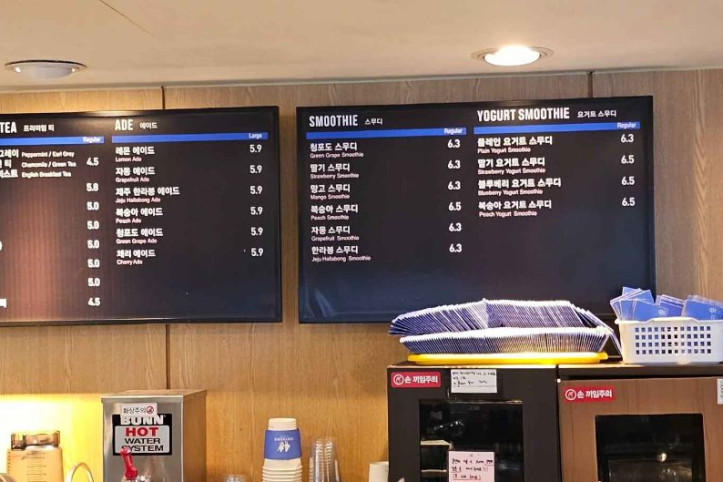 TEA 프리미엄 티
Regular
Peppermint / Earl Grey 4.5
Chamomile / Green Tea
English Breakfast Tea
5.8
5.0
5.0
5.0
5.0
5.0
4.5
ADE 에이드
Large
레몬 에이드 5.9
Lemon Ade
자몽 에이드 5.9
Grapefruit Ade
제주 한라봉 에이드 5.9
Jeju Hallabong Ade
복숭아 에이드 5.9
Peach Ade
청포도 에이드 5.9
Green Grape Ade
체리 에이드 5.9
Cherry Ade
SMOOTHIE 스무디
Regular
청포도 스무디 6.3
Green Grape Smoothie
딸기 스무디 6.3
Strawberry Smoothie
망고 스무디 6.3
Mango Smoothie
복숭아 스무디 6.5
Peach Smoothie
자몽 스무디 6.3
Grapefruit Smoothie
한라봉 스무디 6.3
Jeju Hallabong Smoothie
YOGURT SMOOTHIE 요거트 스무디
Regular
플레인 요거트 스무디 6.3
Plain Yogurt Smoothie
딸기 요거트 스무디 6.5
Strawberry Yogurt Smoothie
블루베리 요거트 스무디 6.5
Blueberry Yogurt Smoothie
복숭아 요거트 스무디 6.5
Peach Yogurt Smoothie
손 끼임주의
손 끼임주의
화상주의
BUNN
HOT
WATER
SYSTEM